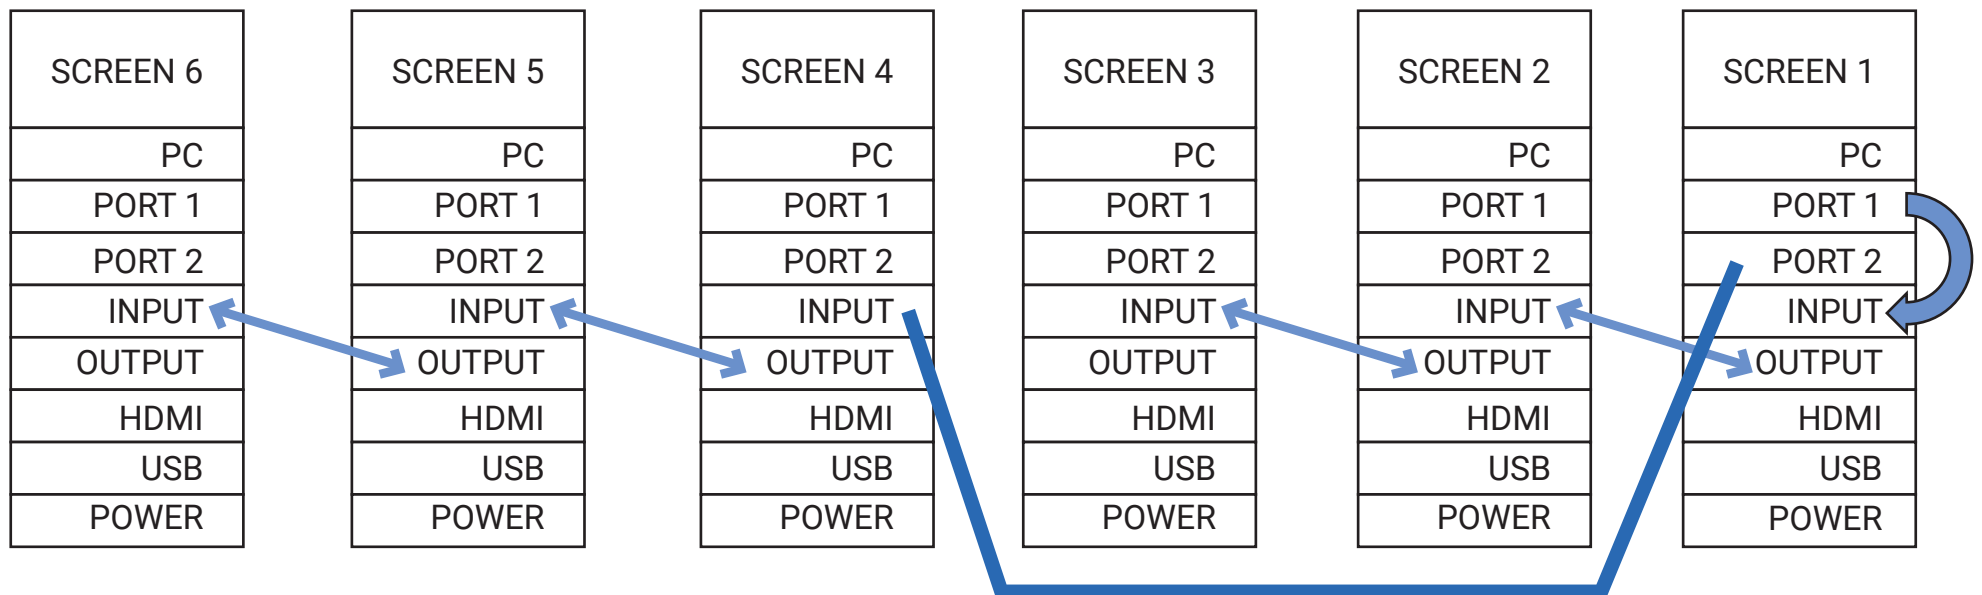 SCREEN 6
PC
PORT 1
PORT 2
INPUT
OUTPUT
HDMI
USB
POWER
SCREEN 5
PC
PORT 1
PORT 2
INPUT
OUTPUT
HDMI
USB
POWER
SCREEN 4
PC
PORT 1
PORT 2
INPUT
OUTPUT
HDMI
USB
POWER
SCREEN 3
PC
PORT 1
PORT 2
INPUT
OUTPUT
HDMI
USB
POWER
SCREEN 2
PC
PORT 1
PORT 2
INPUT
OUTPUT
HDMI
USB
POWER
SCREEN 1
PC
PORT 1
PORT 2
INPUT
OUTPUT
HDMI
USB
POWER